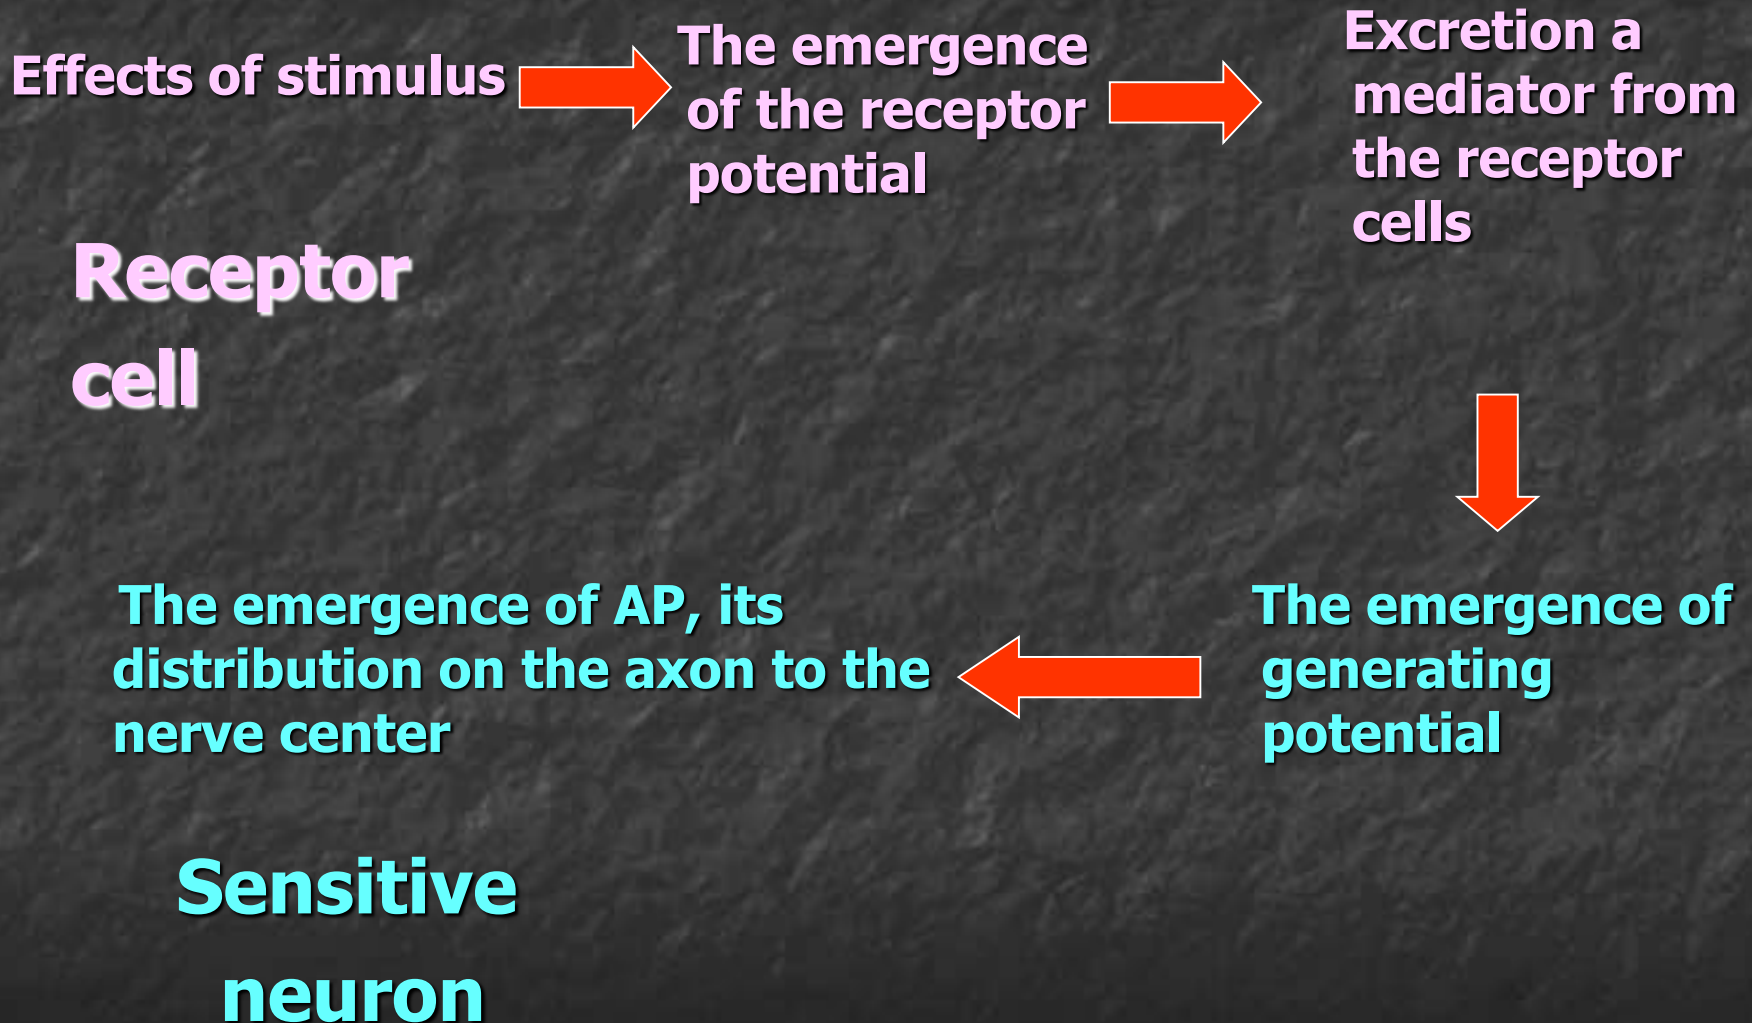 Effects of stimulus
The emergence
of the receptor
potential
Excretion a
mediator from
the receptor
cells
Receptor
cell
The emergence of AP, its
distribution on the axon to the
nerve center
The emergence of
generating
potential
Sensitive
neuron